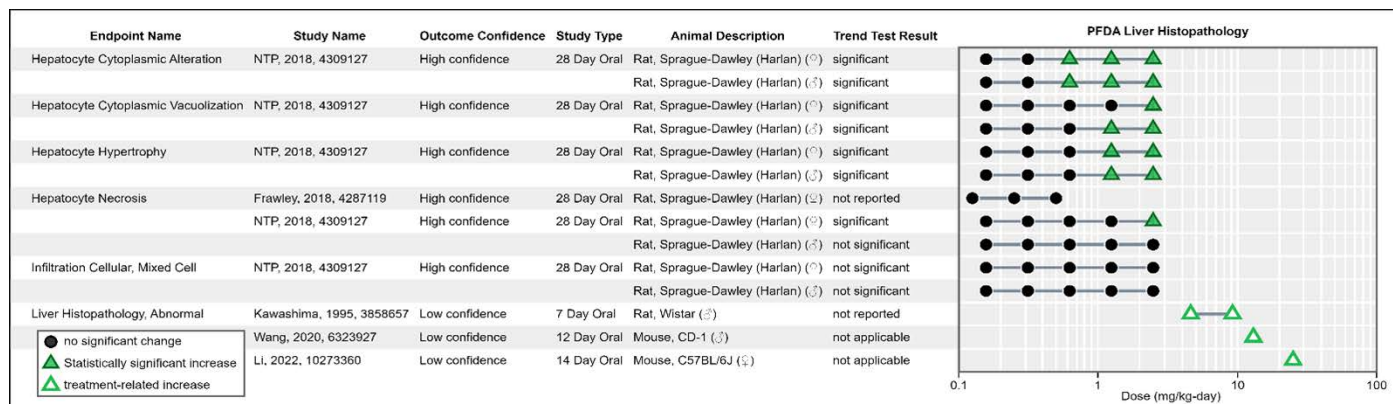 PFDA Liver Histopathology
Endpoint Name Study Name Outcome Confidence Study Type Animal Description Trend Test Result
Hepatocyte Cytoplasmic Alteration NTP, 2018, 4309127 High confidence 28 Day Oral Rat, Sprague-Dawley (Harlan) (♀) significant
Rat, Sprague-Dawley (Harlan) (♂) significant
Hepatocyte Cytoplasmic Vacuolization NTP, 2018, 4309127 High confidence 28 Day Oral Rat, Sprague-Dawley (Harlan) (♀) significant
Rat, Sprague-Dawley (Harlan) (♂) significant
Hepatocyte Hypertrophy NTP, 2018, 4309127 High confidence 28 Day Oral Rat, Sprague-Dawley (Harlan) (♀) significant
Rat, Sprague-Dawley (Harlan) (♂) significant
Hepatocyte Necrosis Frawley, 2018, 4287119 High confidence 28 Day Oral Rat, Sprague-Dawley (Harlan) (♀) not reported
NTP, 2018, 4309127 High confidence 28 Day Oral Rat, Sprague-Dawley (Harlan) (♀) significant
Rat, Sprague-Dawley (Harlan) (♂) not significant
Infiltration Cellular, Mixed Cell NTP, 2018, 4309127 High confidence 28 Day Oral Rat, Sprague-Dawley (Harlan) (♀) not significant
Rat, Sprague-Dawley (Harlan) (♂) not significant
Liver Histopathology, Abnormal Kawashima, 1995, 3858657 Low confidence 7 Day Oral Rat, Wistar (♂) not reported
Wang, 2020, 6323927 Low confidence 12 Day Oral Mouse, CD-1 (♂) not applicable
Li, 2022, 10273360 Low confidence 14 Day Oral Mouse, C57BL/6J (♀) not applicable
no significant change
Statistically significant increase
treatment-related increase
0.1 1 10 100
Dose (mg/kg-day)